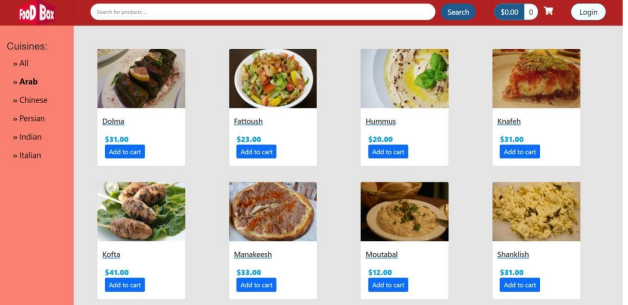 FooD Box
Search for products ...
Search
$0.00 0
Login
Cuisines:
» All
» Arab
» Chinese
» Persian
» Indian
» Italian
Dolma
$31.00
Add to cart
Fattoush
$23.00
Add to cart
Hummus
$20.00
Add to cart
Knafeh
$31.00
Add to cart
Kofta
$41.00
Add to cart
Manakeesh
$33.00
Add to cart
Moutabal
$12.00
Add to cart
Shanklish
$31.00
Add to cart